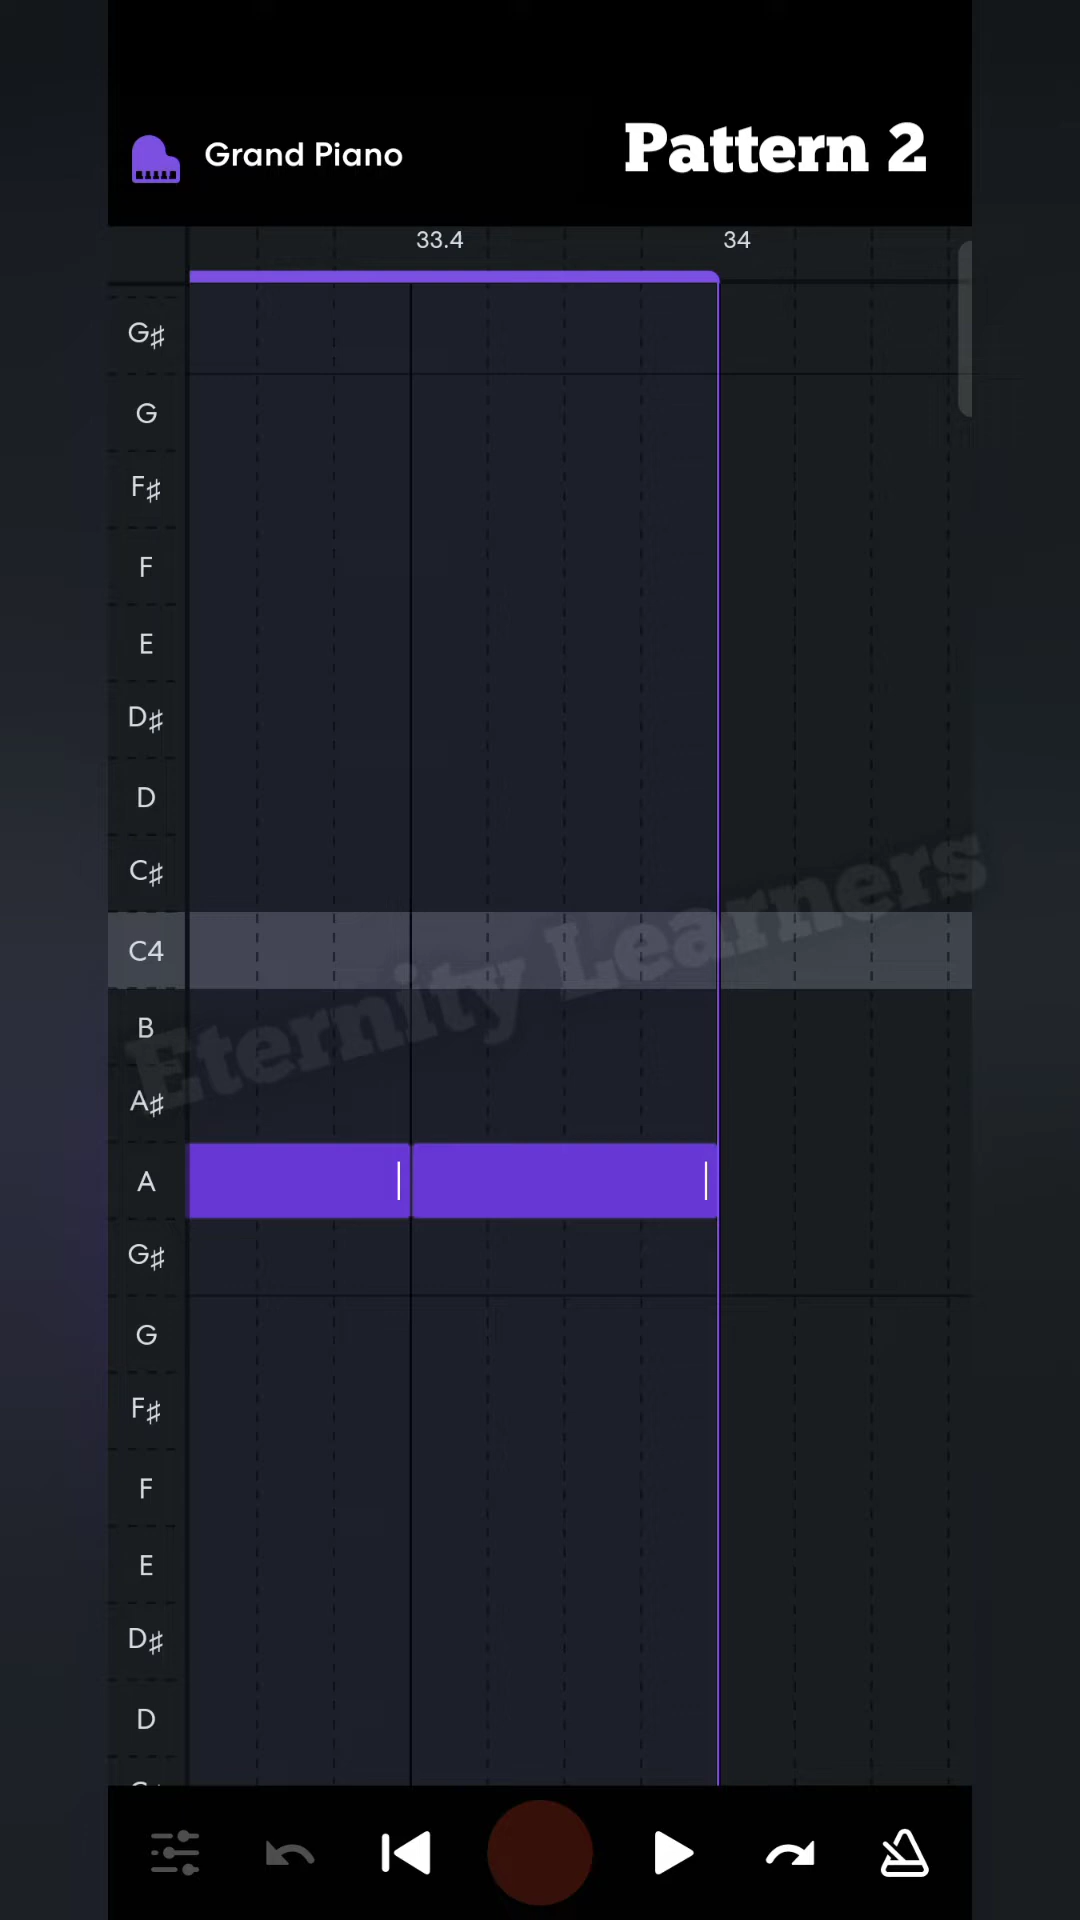 Grand Piano
Pattern 2
33.4
34
G♯
G
F♯
F
E
D♯
D
C♯
C4
B
A♯
A
G♯
G
F♯
F
E
D♯
D
Eternity Learners